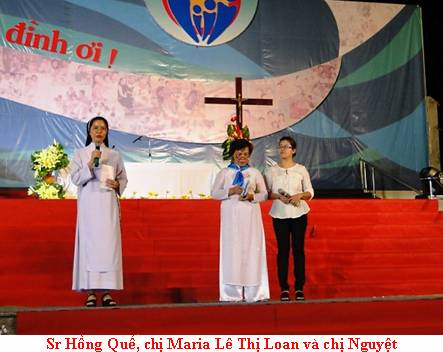 đình ơi !
Sr Hồng Quế, chị Maria Lê Thị Loan và chị Nguyệt